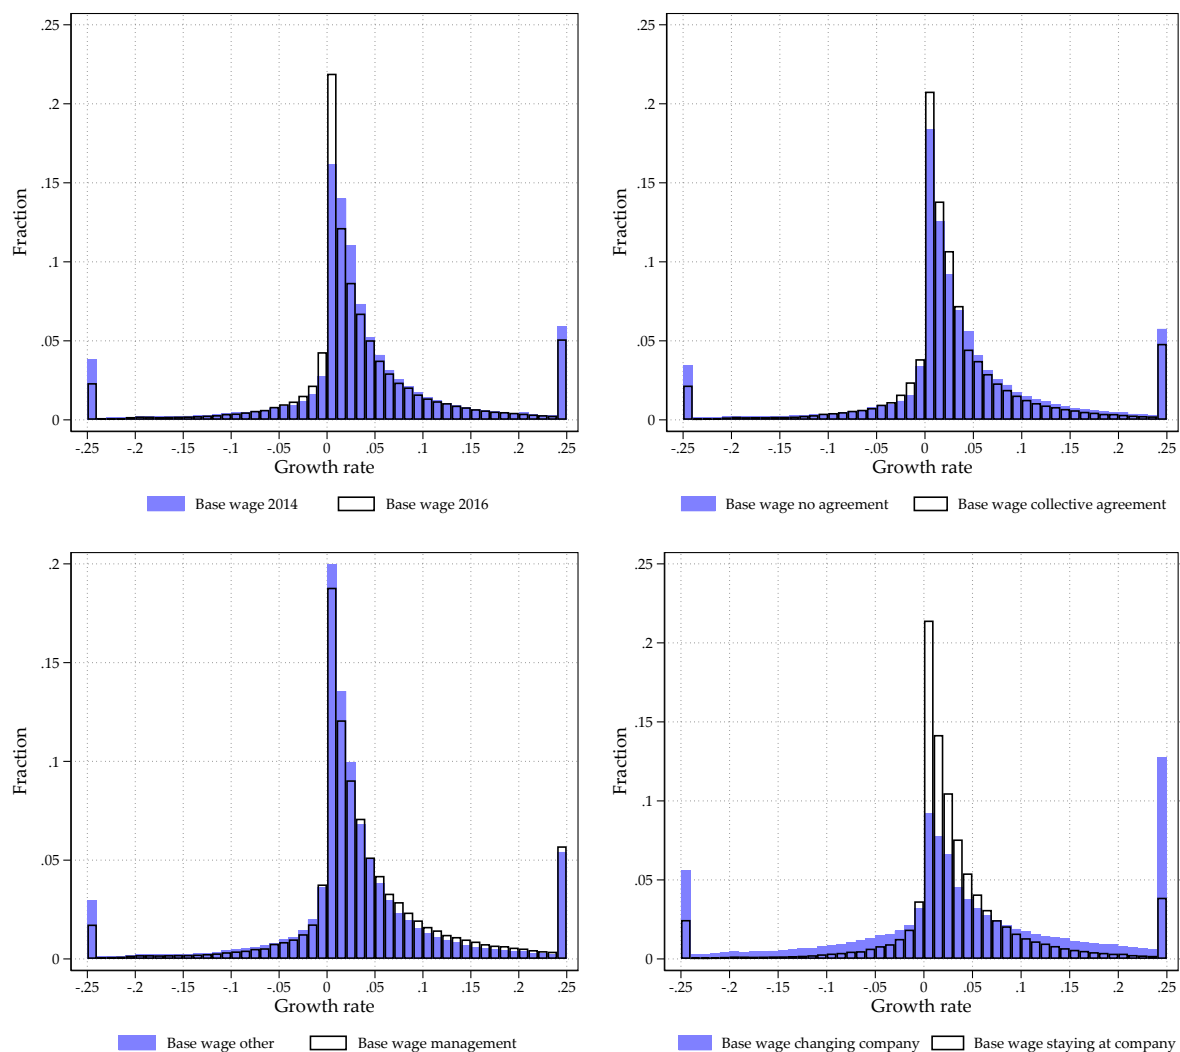 .25
.2
.15
.1
.05
0
Fraction
-.25 -.2 -.15 -.1 -.05 0 .05 .1 .15 .2 .25
Growth rate
Base wage 2014 Base wage 2016
.25
.2
.15
.1
.05
0
Fraction
-.25 -.2 -.15 -.1 -.05 0 .05 .1 .15 .2 .25
Growth rate
Base wage no agreement Base wage collective agreement
.2
.15
.1
.05
0
Fraction
-.25 -.2 -.15 -.1 -.05 0 .05 .1 .15 .2 .25
Growth rate
Base wage other Base wage management
.25
.2
.15
.1
.05
0
Fraction
-.25 -.2 -.15 -.1 -.05 0 .05 .1 .15 .2 .25
Growth rate
Base wage changing company Base wage staying at company